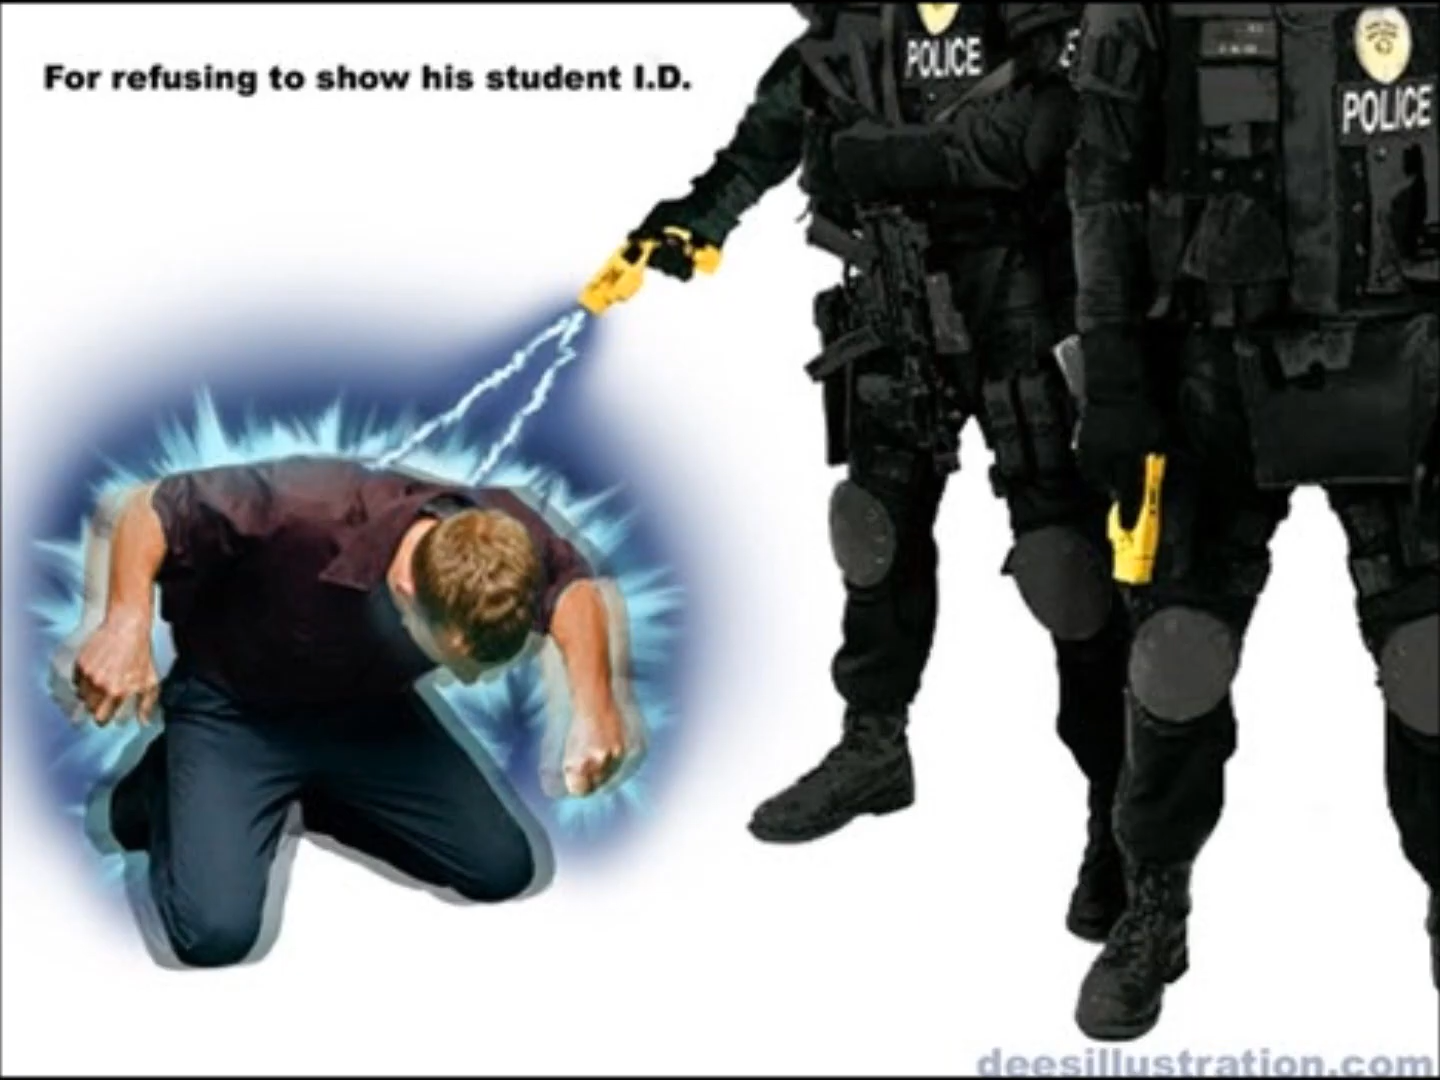 For refusing to show his student I.D.
POLICE
POLICE
deesillustration.com